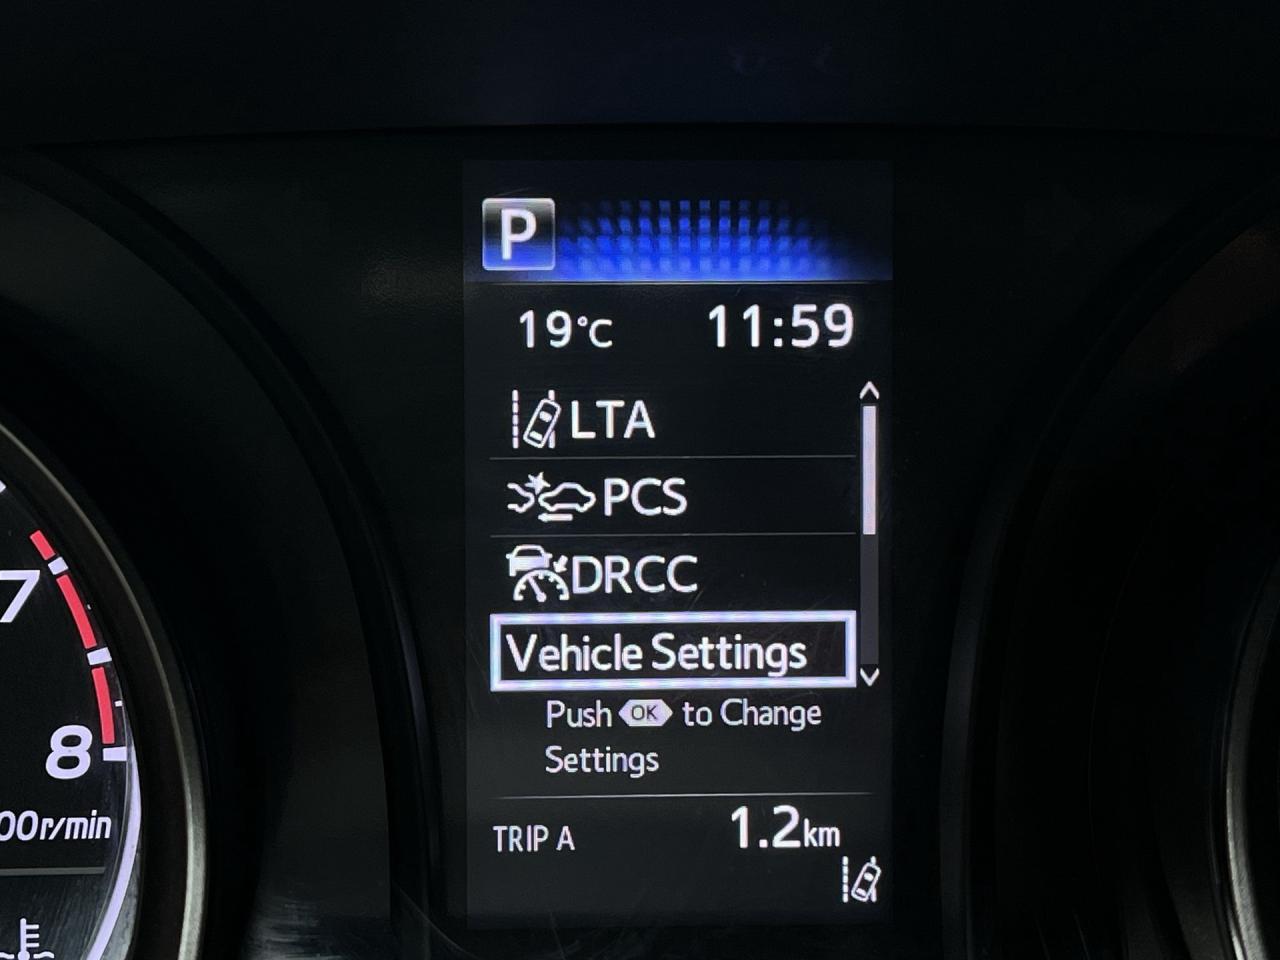 P
19°C 11:59
LTA
PCS
DRCC
Vehicle Settings
Push OK to Change
Settings
TRIP A 1.2km
7
8
00r/min